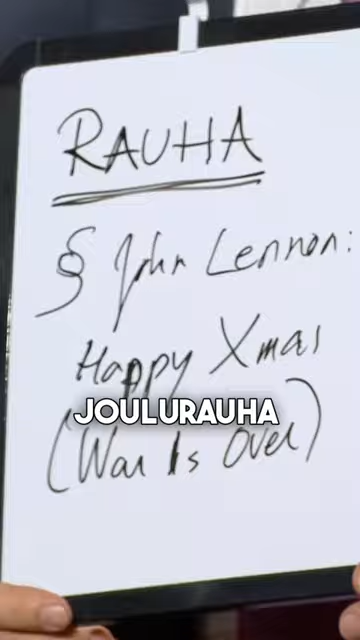 RAUHA
§ John Lennon:
Happy Xmas
JOULURAUHA
(War Is Over)